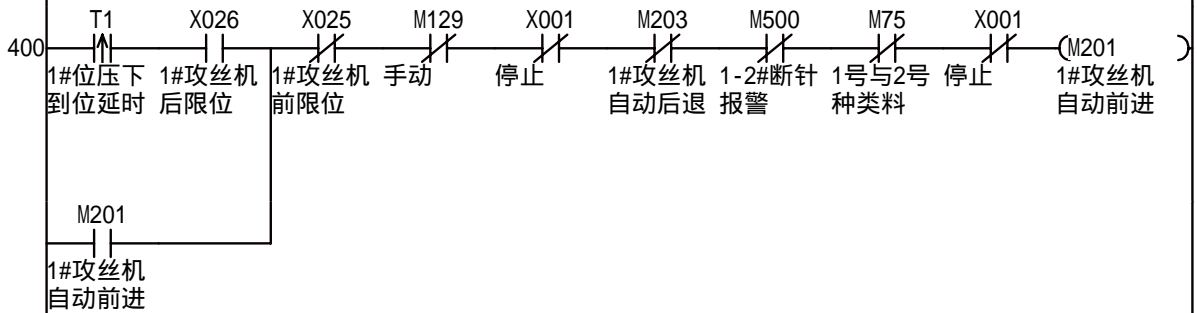 T1 X026 X025 M129 X001 M203 M500 M75 X001
400 (M201 )
1#位压下 1#攻丝机 1#攻丝机 手动 停止 1#攻丝机 1-2#断针 1号与2号 停止 1#攻丝机
到位延时 后限位 前限位 自动后退 报警 种类料 自动前进
M201
1#攻丝机
自动前进